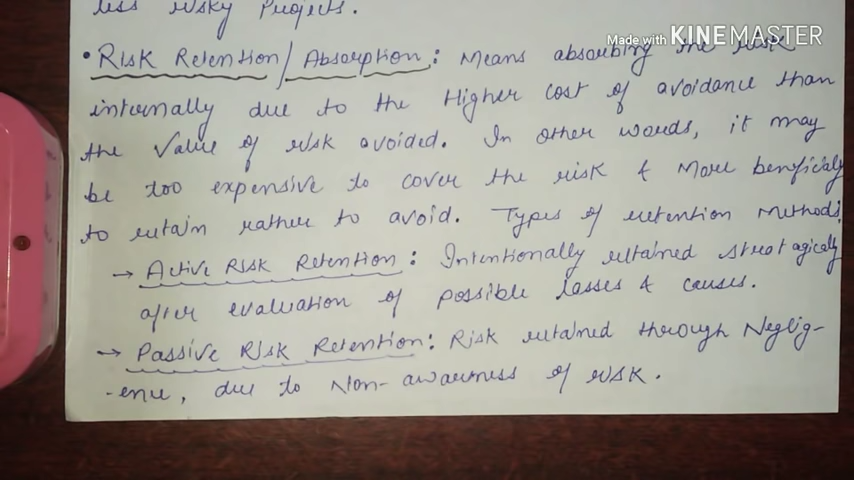 less risky Projects.
Made with KINEMASTER
• Risk Retention / Absorption : Means absorbing the risk
internally due to the Higher cost of avoidance than
the Value of risk avoided. In other words, it may
be too expensive to cover the risk & More benficialy
to retain rather to avoid. Types of retention Methods:
→ Active Risk Retention : Intentionally retained stratagically
after evaluation of possible losses & causes.
→ Passive Risk Retention : Risk retained through Neglig-
-ence, due to Non-awarness of risk.